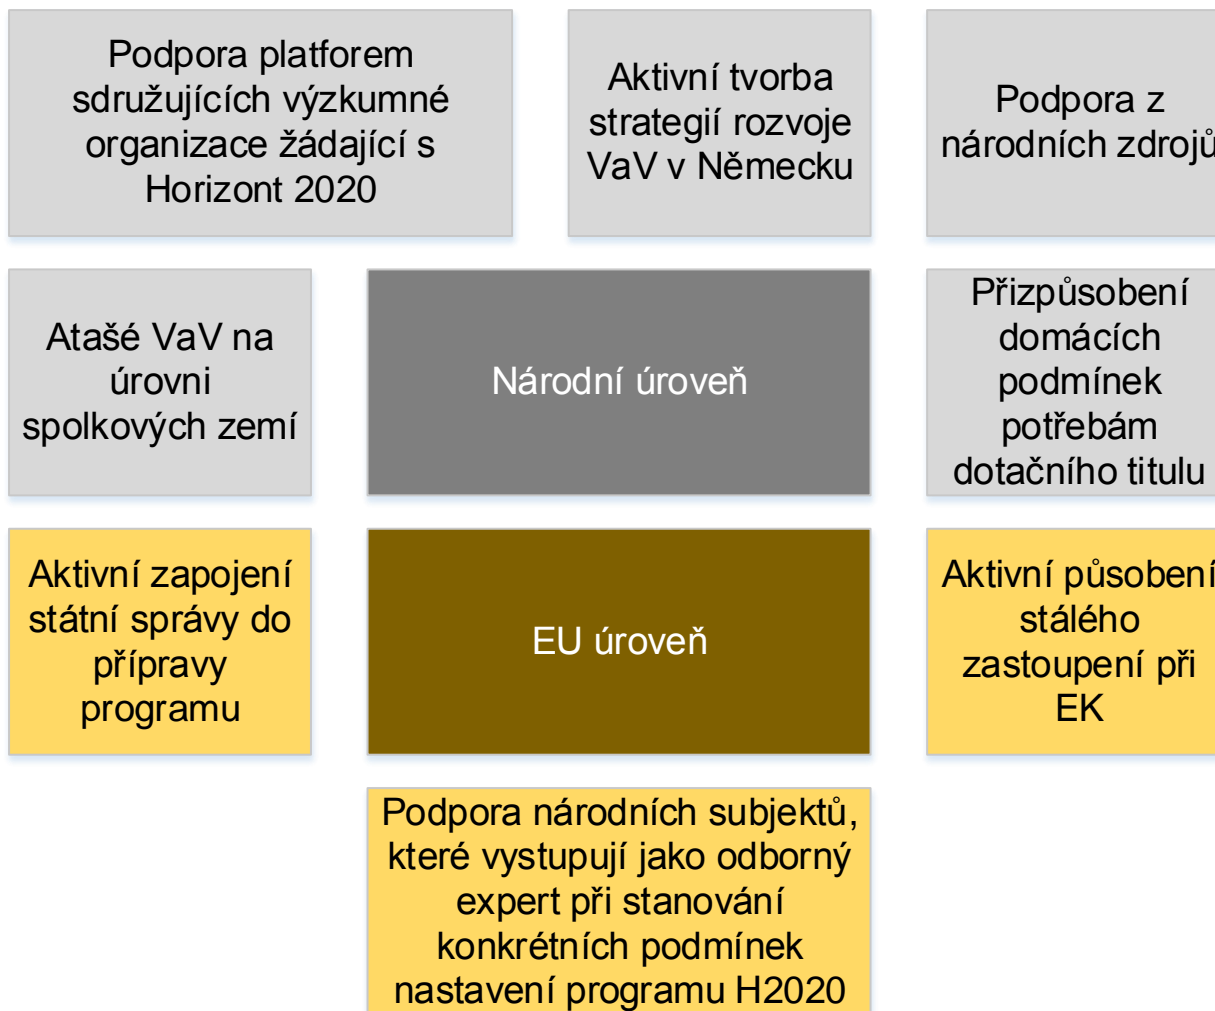 Podpora platforem
sdružujících výzkumné
organizace žádající s
Horizont 2020
Aktivní tvorba
strategií rozvoje
VaV v Německu
Podpora z
národních zdrojů
Atašé VaV na
úrovni
spolkových zemí
Národní úroveň
Přizpůsobení
domácích
podmínek
potřebám
dotačního titulu
Aktivní zapojení
státní správy do
přípravy
programu
EU úroveň
Aktivní působení
stálého
zastoupení při
EK
Podpora národních subjektů,
které vystupují jako odborný
expert při stanování
konkrétních podmínek
nastavení programu H2020